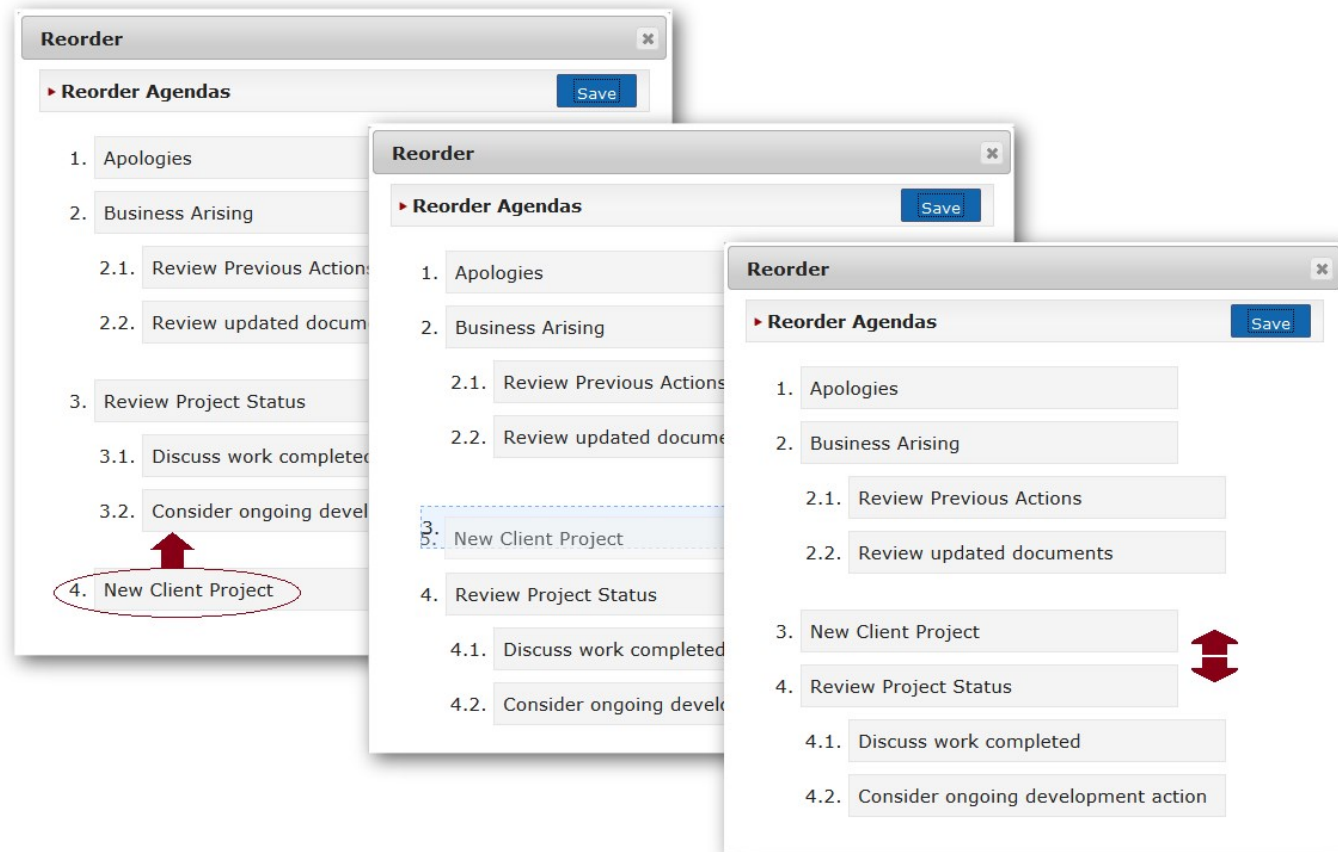 Reorder
Reorder Agendas
Save
1. Apologies
2. Business Arising
2.1. Review Previous Actions
2.2. Review updated docum
3. Review Project Status
3.1. Discuss work completed
3.2. Consider ongoing devel
4. New Client Project
Reorder
Reorder Agendas
Save
1. Apologies
2. Business Arising
2.1. Review Previous Actions
2.2. Review updated docume
3.
5. New Client Project
4. Review Project Status
4.1. Discuss work completed
4.2. Consider ongoing develo
Reorder
Reorder Agendas
Save
1. Apologies
2. Business Arising
2.1. Review Previous Actions
2.2. Review updated documents
3. New Client Project
4. Review Project Status
4.1. Discuss work completed
4.2. Consider ongoing development action